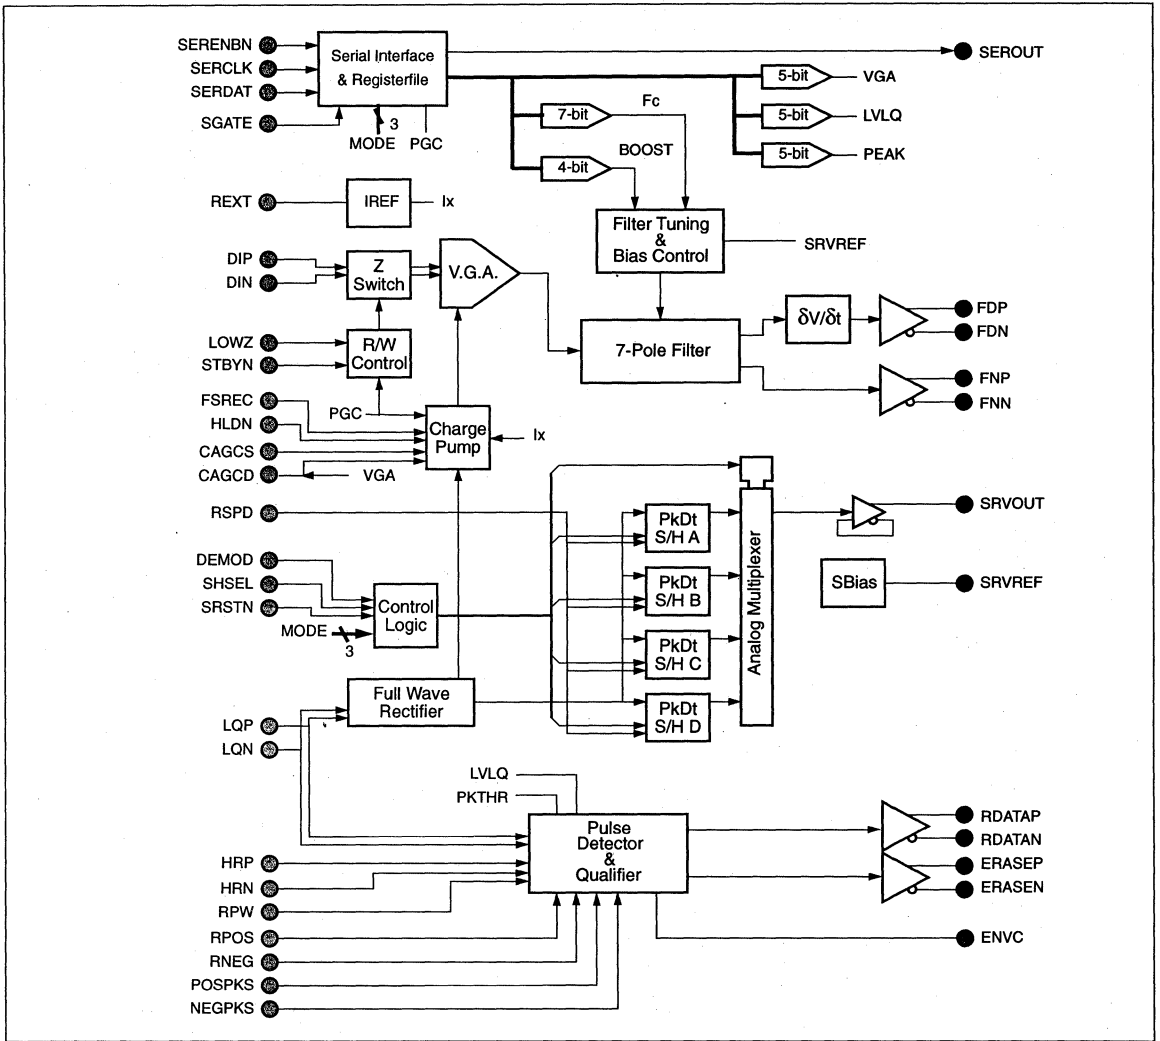 SERENBN
SERCLK
SERDAT
SGATE
Serial Interface
& Registerfile
3
MODE
PGC
SEROUT
5-bit
VGA
5-bit
LVLQ
5-bit
PEAK
7-bit
Fc
4-bit
BOOST
REXT
IREF
Ix
Filter Tuning
&
Bias Control
SRVREF
DIP
DIN
Z
Switch
V.G.A.
LOWZ
STBYN
R/W
Control
7-Pole Filter
δV/δt
FDP
FDN
FNP
FNN
FSREC
HLDN
CAGCS
CAGCD
PGC
Charge
Pump
Ix
VGA
RSPD
PkDt
S/H A
PkDt
S/H B
PkDt
S/H C
PkDt
S/H D
Analog Multiplexer
SRVOUT
SBias
SRVREF
DEMOD
SHSEL
SRSTN
MODE
3
Control
Logic
Full Wave
Rectifier
LQP
LQN
LVLQ
PKTHR
Pulse
Detector
&
Qualifier
RDATAP
RDATAN
ERASEP
ERASEN
ENVC
HRP
HRN
RPW
RPOS
RNEG
POSPKS
NEGPKS